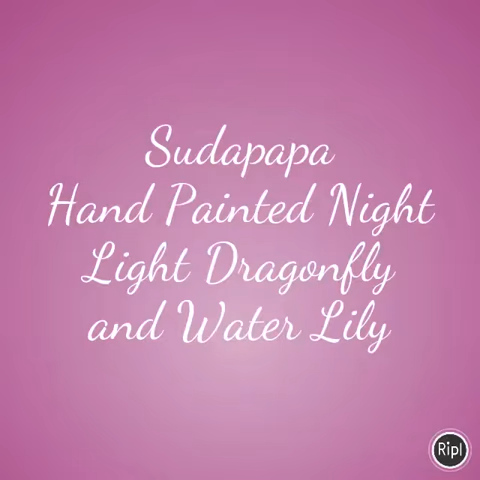 Sudapapa
Hand Painted Night
Light Dragonfly
and Water Lily
Ripl